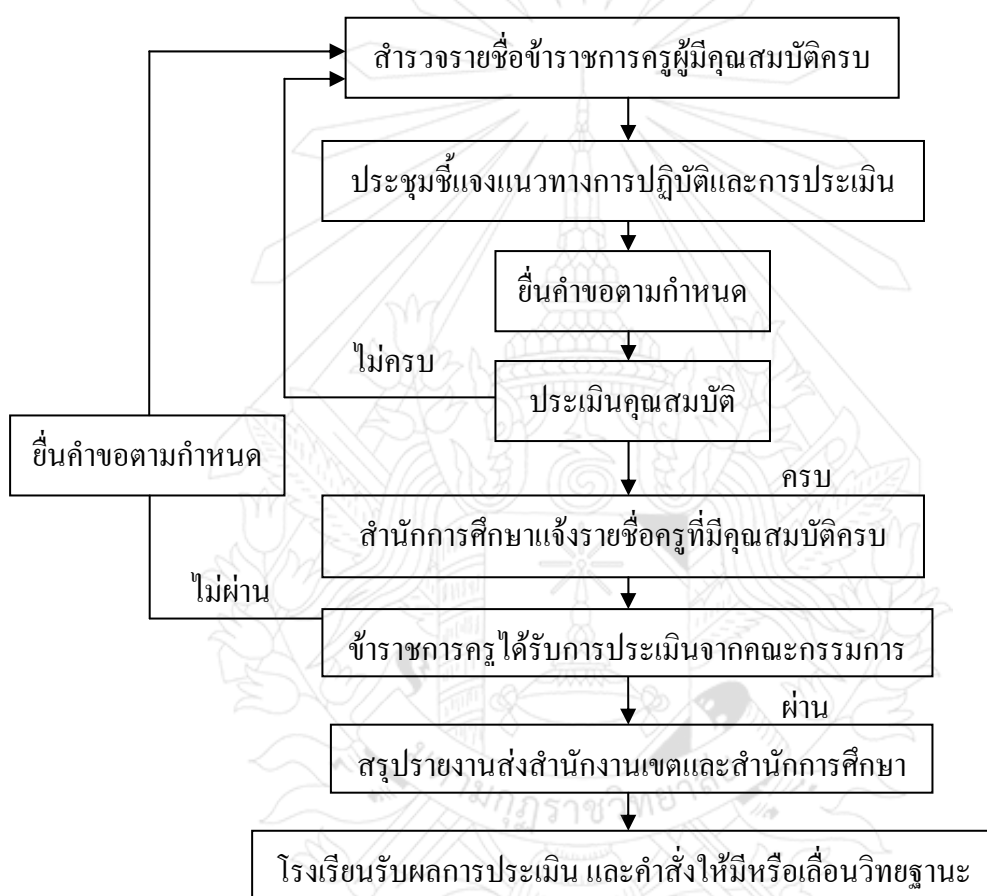 สำรวจรายชื่อข้าราชการครูผู้มีคุณสมบัติครบ
ประชุมชี้แจงแนวทางการปฏิบัติและการประเมิน
ยื่นคำขอตามกำหนด
ไม่ครบ
ประเมินคุณสมบัติ
ยื่นคำขอตามกำหนด
ครบ
สำนักการศึกษาแจ้งรายชื่อครูที่มีคุณสมบัติครบ
ไม่ผ่าน
ข้าราชการครูได้รับการประเมินจากคณะกรรมการ
ผ่าน
สรุปรายงานส่งสำนักงานเขตและสำนักการศึกษา
โรงเรียนรับผลการประเมิน และคำสั่งให้มีหรือเลื่อนวิทยฐานะ